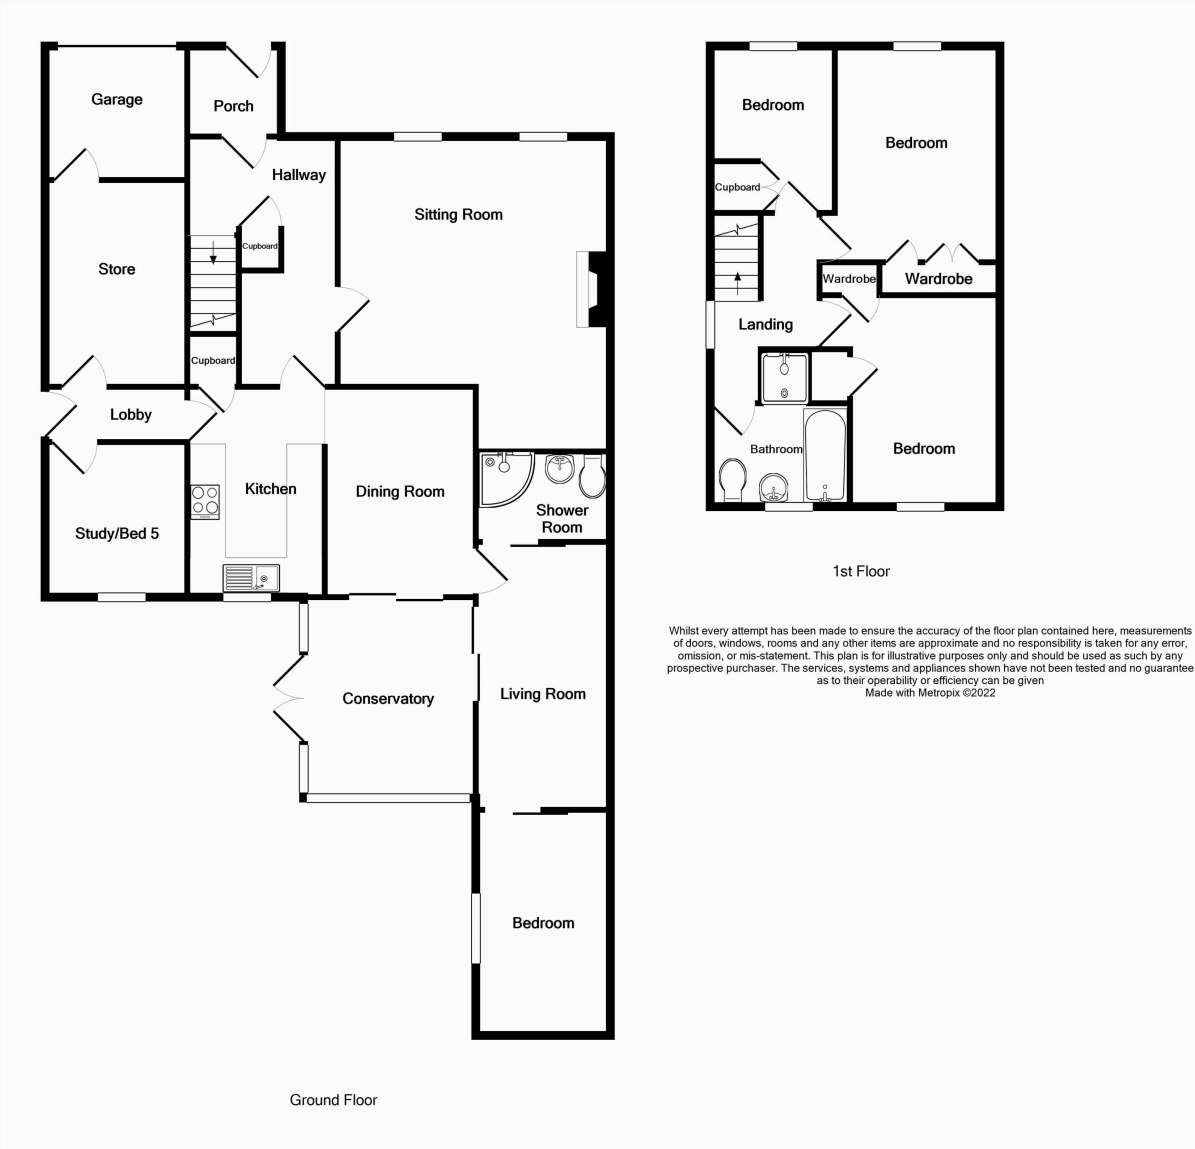 Garage
Porch
Hallway
Sitting Room
Cupboard
Store
Cupboard
Lobby
Kitchen
Dining Room
Shower
Room
Study/Bed 5
Conservatory
Living Room
Bedroom
Ground Floor
Bedroom
Bedroom
Cupboard
Wardrobe
Wardrobe
Landing
Bathroom
Bedroom
1st Floor
Whilst every attempt has been made to ensure the accuracy of the floor plan contained here, measurements
of doors, windows, rooms and any other items are approximate and no responsibility is taken for any error,
omission, or mis-statement. This plan is for illustrative purposes only and should be used as such by any
prospective purchaser. The services, systems and appliances shown have not been tested and no guarantee
as to their operability or efficiency can be given
Made with Metropix ©2022